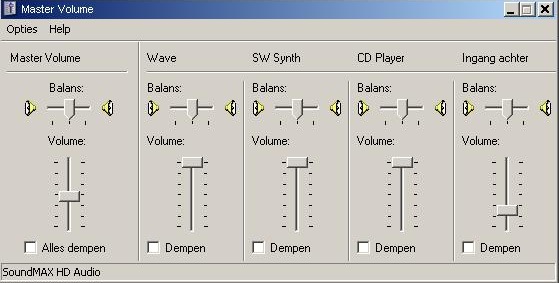 Master Volume
Opties Help
Master Volume Wave SW Synth CD Player Ingang achter
Balans: Balans: Balans: Balans: Balans:
Volume: Volume: Volume: Volume: Volume:
Alles dempen Dempen Dempen Dempen Dempen
SoundMAX HD Audio